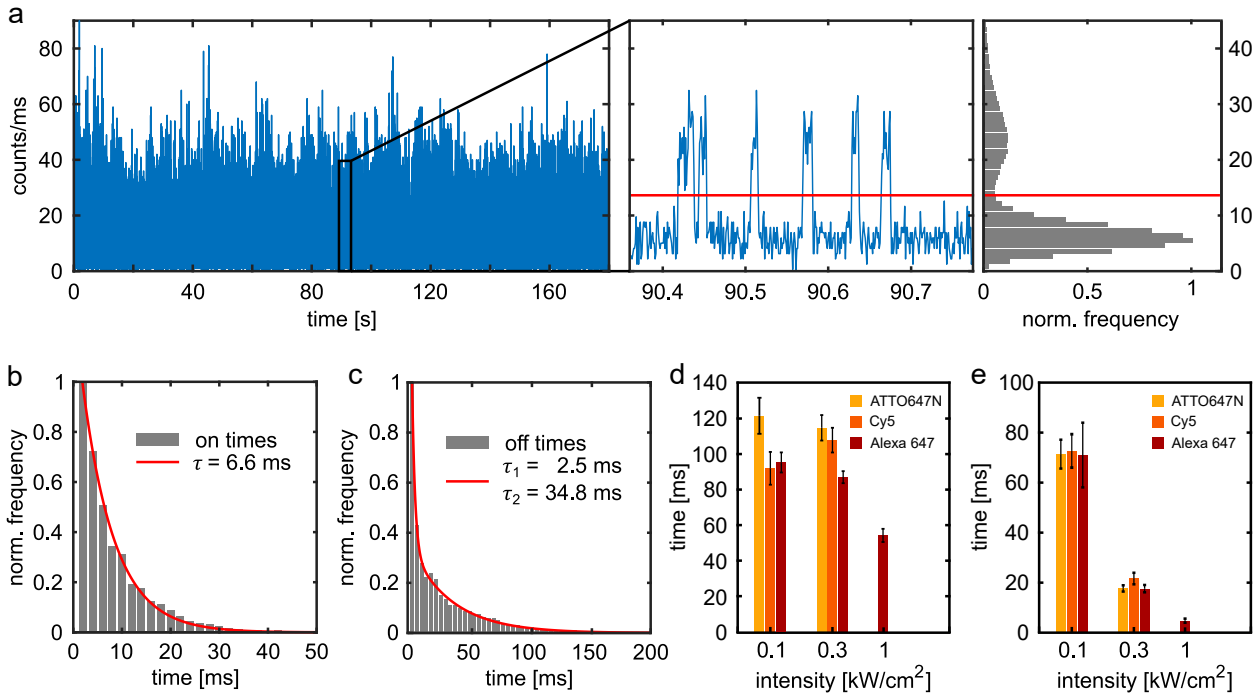 a
counts/ms
80
60
40
20
0
0 40 80 120 160
time [s]
90.4 90.5 90.6 90.7
time [s]
40
30
20
10
0
0 0.5 1
norm. frequency
b
norm. frequency
1
0.8
0.6
0.4
0.2
0
on times
τ = 6.6 ms
0 10 20 30 40 50
time [ms]
c
norm. frequency
1
0.8
0.6
0.4
0.2
0
off times
τ1 = 2.5 ms
τ2 = 34.8 ms
0 50 100 150 200
time [ms]
d
time [ms]
140
120
100
80
60
40
20
0
ATTO647N
Cy5
Alexa 647
0.1 0.3 1
intensity [kW/cm²]
e
time [ms]
100
80
60
40
20
0
ATTO647N
Cy5
Alexa 647
0.1 0.3 1
intensity [kW/cm²]